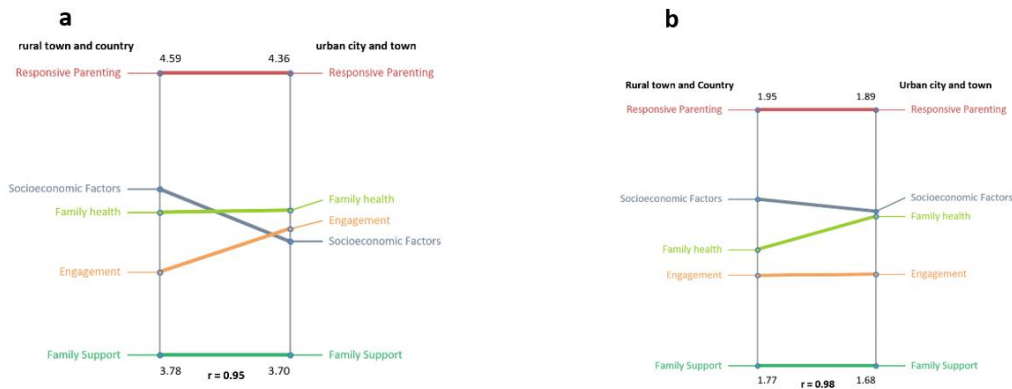 a
rural town and country
urban city and town
4.59
4.36
Responsive Parenting
Responsive Parenting
Socioeconomic Factors
Family health
Family health
Engagement
Socioeconomic Factors
Engagement
Family Support
Family Support
3.78
r = 0.95
3.70
b
Rural town and Country
Urban city and town
1.95
1.89
Responsive Parenting
Responsive Parenting
Socioeconomic Factors
Socioeconomic Factors
Family health
Family health
Engagement
Engagement
Family Support
Family Support
1.77
r = 0.98
1.68